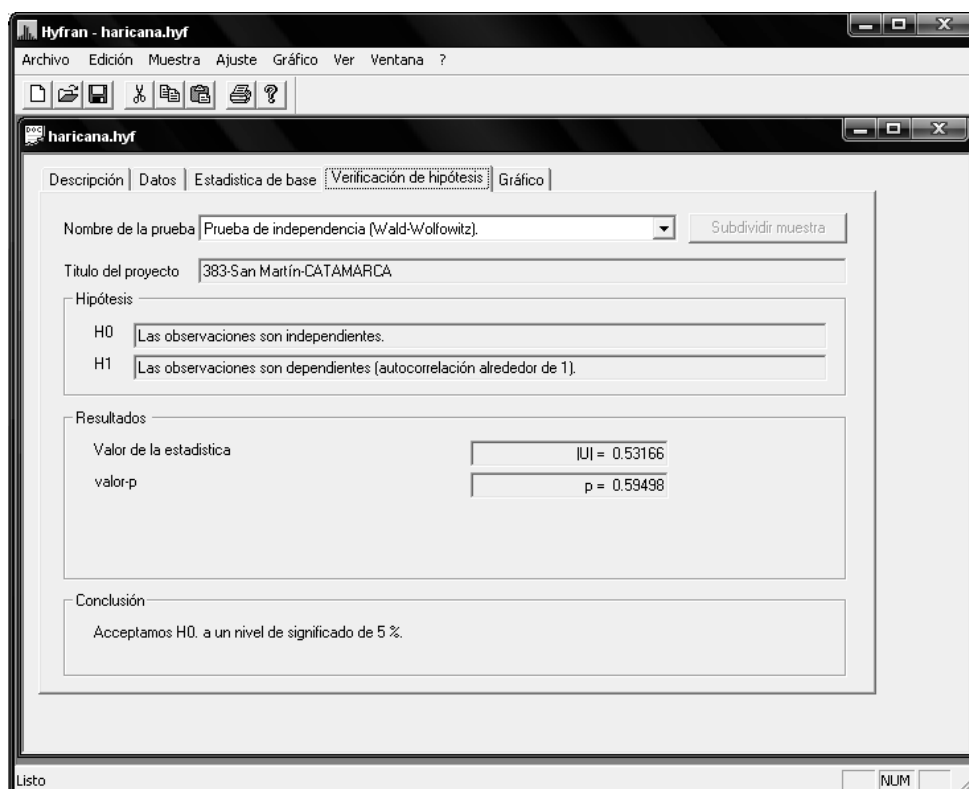 Hyfran - haricana.hyf
Archivo Edición Muestra Ajuste Gráfico Ver Ventana ?
haricana.hyf
Descripción Datos Estadistica de base Verificación de hipótesis Gráfico
Nombre de la prueba Prueba de independencia (Wald-Wolfowitz). Subdividir muestra
Titulo del proyecto 383-San Martín-CATAMARCA
Hipótesis
H0 Las observaciones son independientes.
H1 Las observaciones son dependientes (autocorrelación alrededor de 1).
Resultados
Valor de la estadistica |U| = 0.53166
valor-p p = 0.59498
Conclusión
Acceptamos H0. a un nivel de significado de 5 %.
Listo NUM